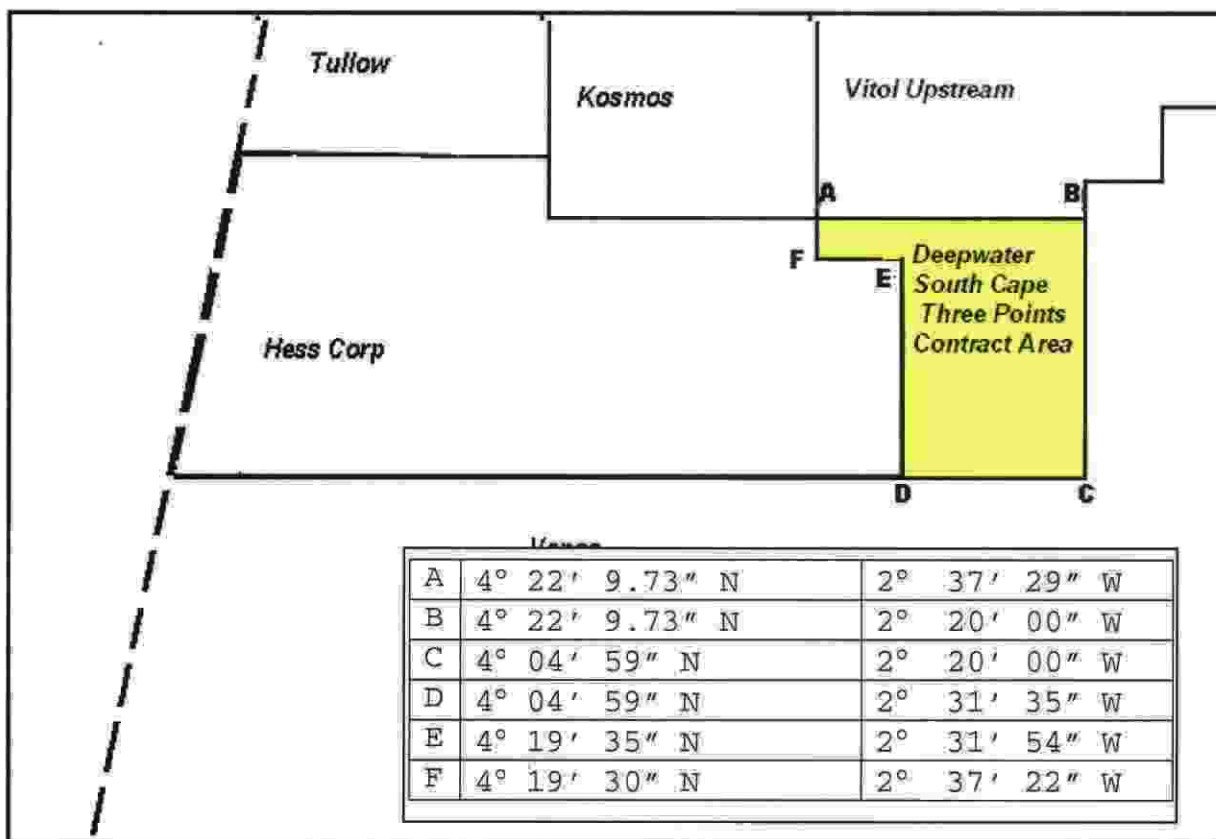 Tullow
Kosmos
Vitol Upstream
A
B
F
E
Deepwater
South Cape
Three Points
Contract Area
Hess Corp
D
C
A 4° 22' 9.73" N 2° 37' 29" W
B 4° 22' 9.73" N 2° 20' 00" W
C 4° 04' 59" N 2° 20' 00" W
D 4° 04' 59" N 2° 31' 35" W
E 4° 19' 35" N 2° 31' 54" W
F 4° 19' 30" N 2° 37' 22" W